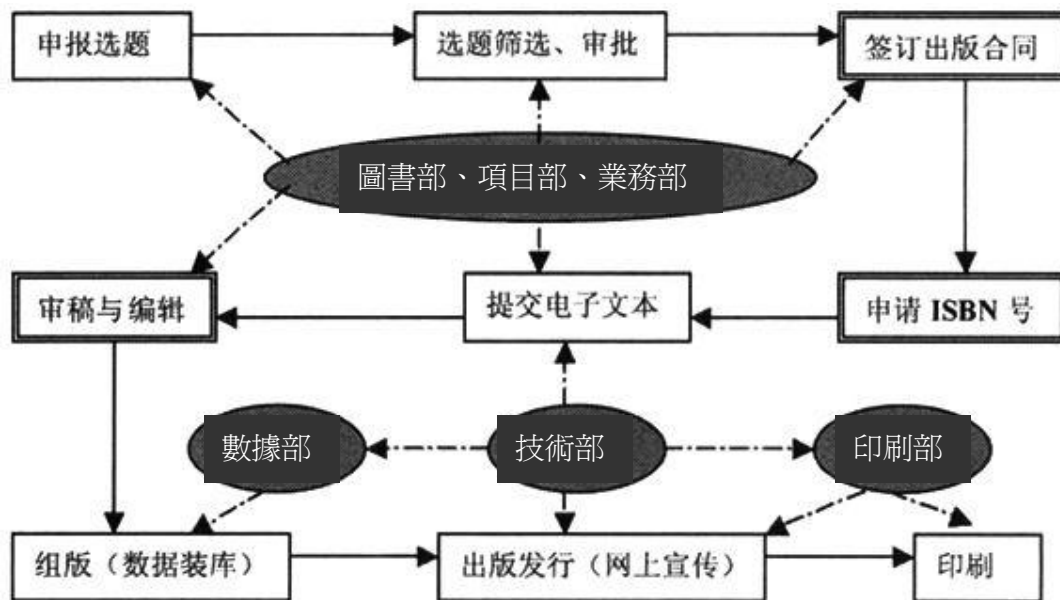 申报选题
选题筛选、审批
签订出版合同
圖書部、項目部、業務部
审稿与编辑
提交电子文本
申请 ISBN 号
數據部
技術部
印刷部
组版（数据装库）
出版发行（网上宣传）
印刷